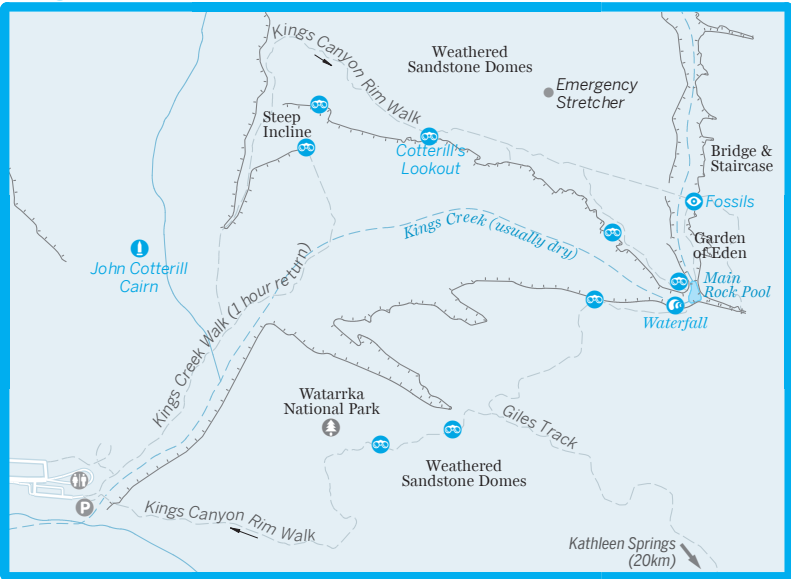 Kings Canyon Rim Walk
Weathered
Sandstone Domes
Emergency
Stretcher
Steep
Incline
Cotterill's
Lookout
Bridge &
Staircase
Fossils
Kings Creek (usually dry)
Garden
of Eden
John Cotterill
Cairn
Main
Rock Pool
Kings Creek Walk (1 hour return)
Waterfall
Watarrka
National Park
Giles Track
Weathered
Sandstone Domes
P
Kings Canyon Rim Walk
Kathleen Springs
(20km)